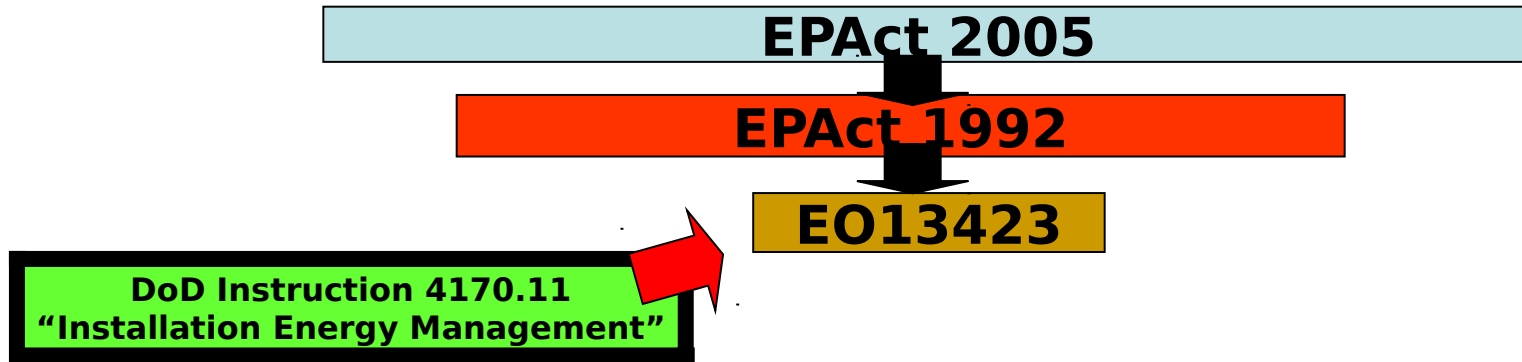 EPAct 2005
EPAct 1992
EO13423
DoD Instruction 4170.11
“Installation Energy Management”